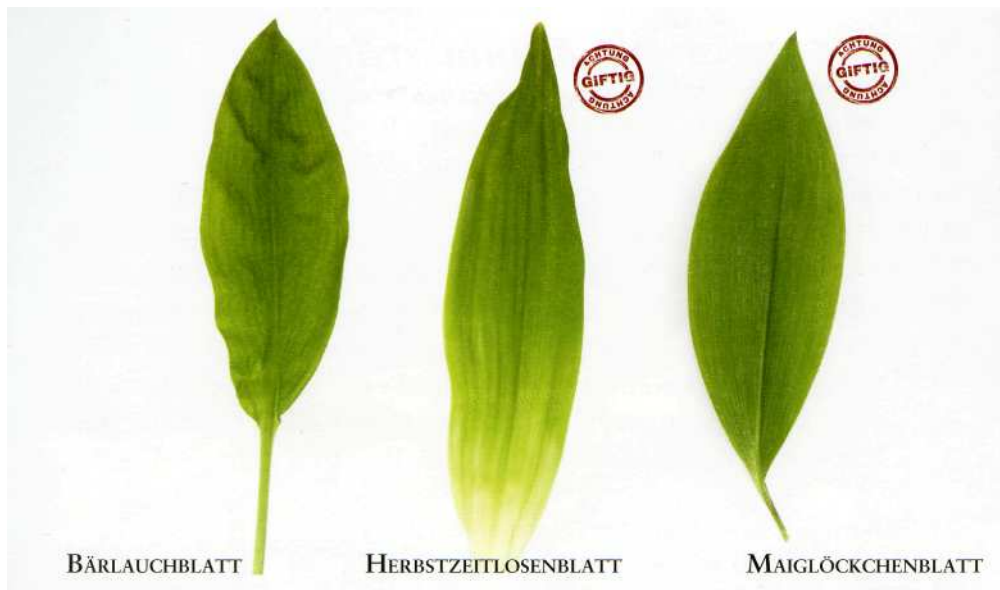 ACHTUNG
GIFTIG
ACHTUNG
ACHTUNG
GIFTIG
ACHTUNG
BÄRLAUCHBLATT
HERBSTZEITLOSENBLATT
MAIGLÖCKCHENBLATT